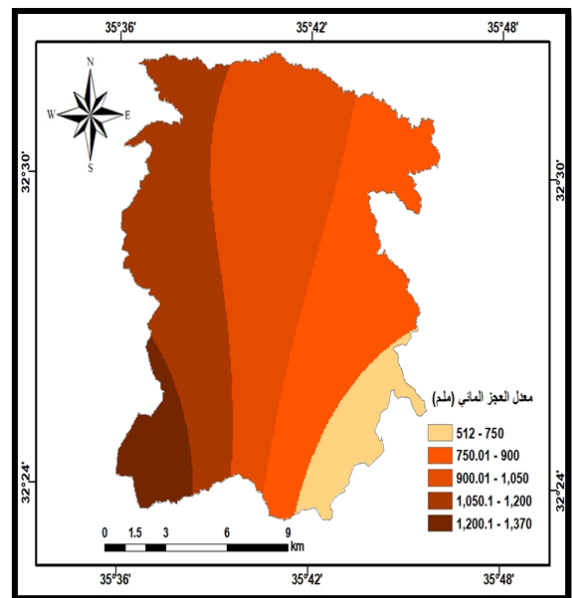 35°36' 35°42' 35°48'
N
W E
S
32°30' 32°30'
معدل العجز المائي (ملم)
512 - 750
750.01 - 900
900.01 - 1,050
1,050.1 - 1,200
1,200.1 - 1,370
32°24' 32°24'
0 1.5 3 6 9
km
35°36' 35°42' 35°48'